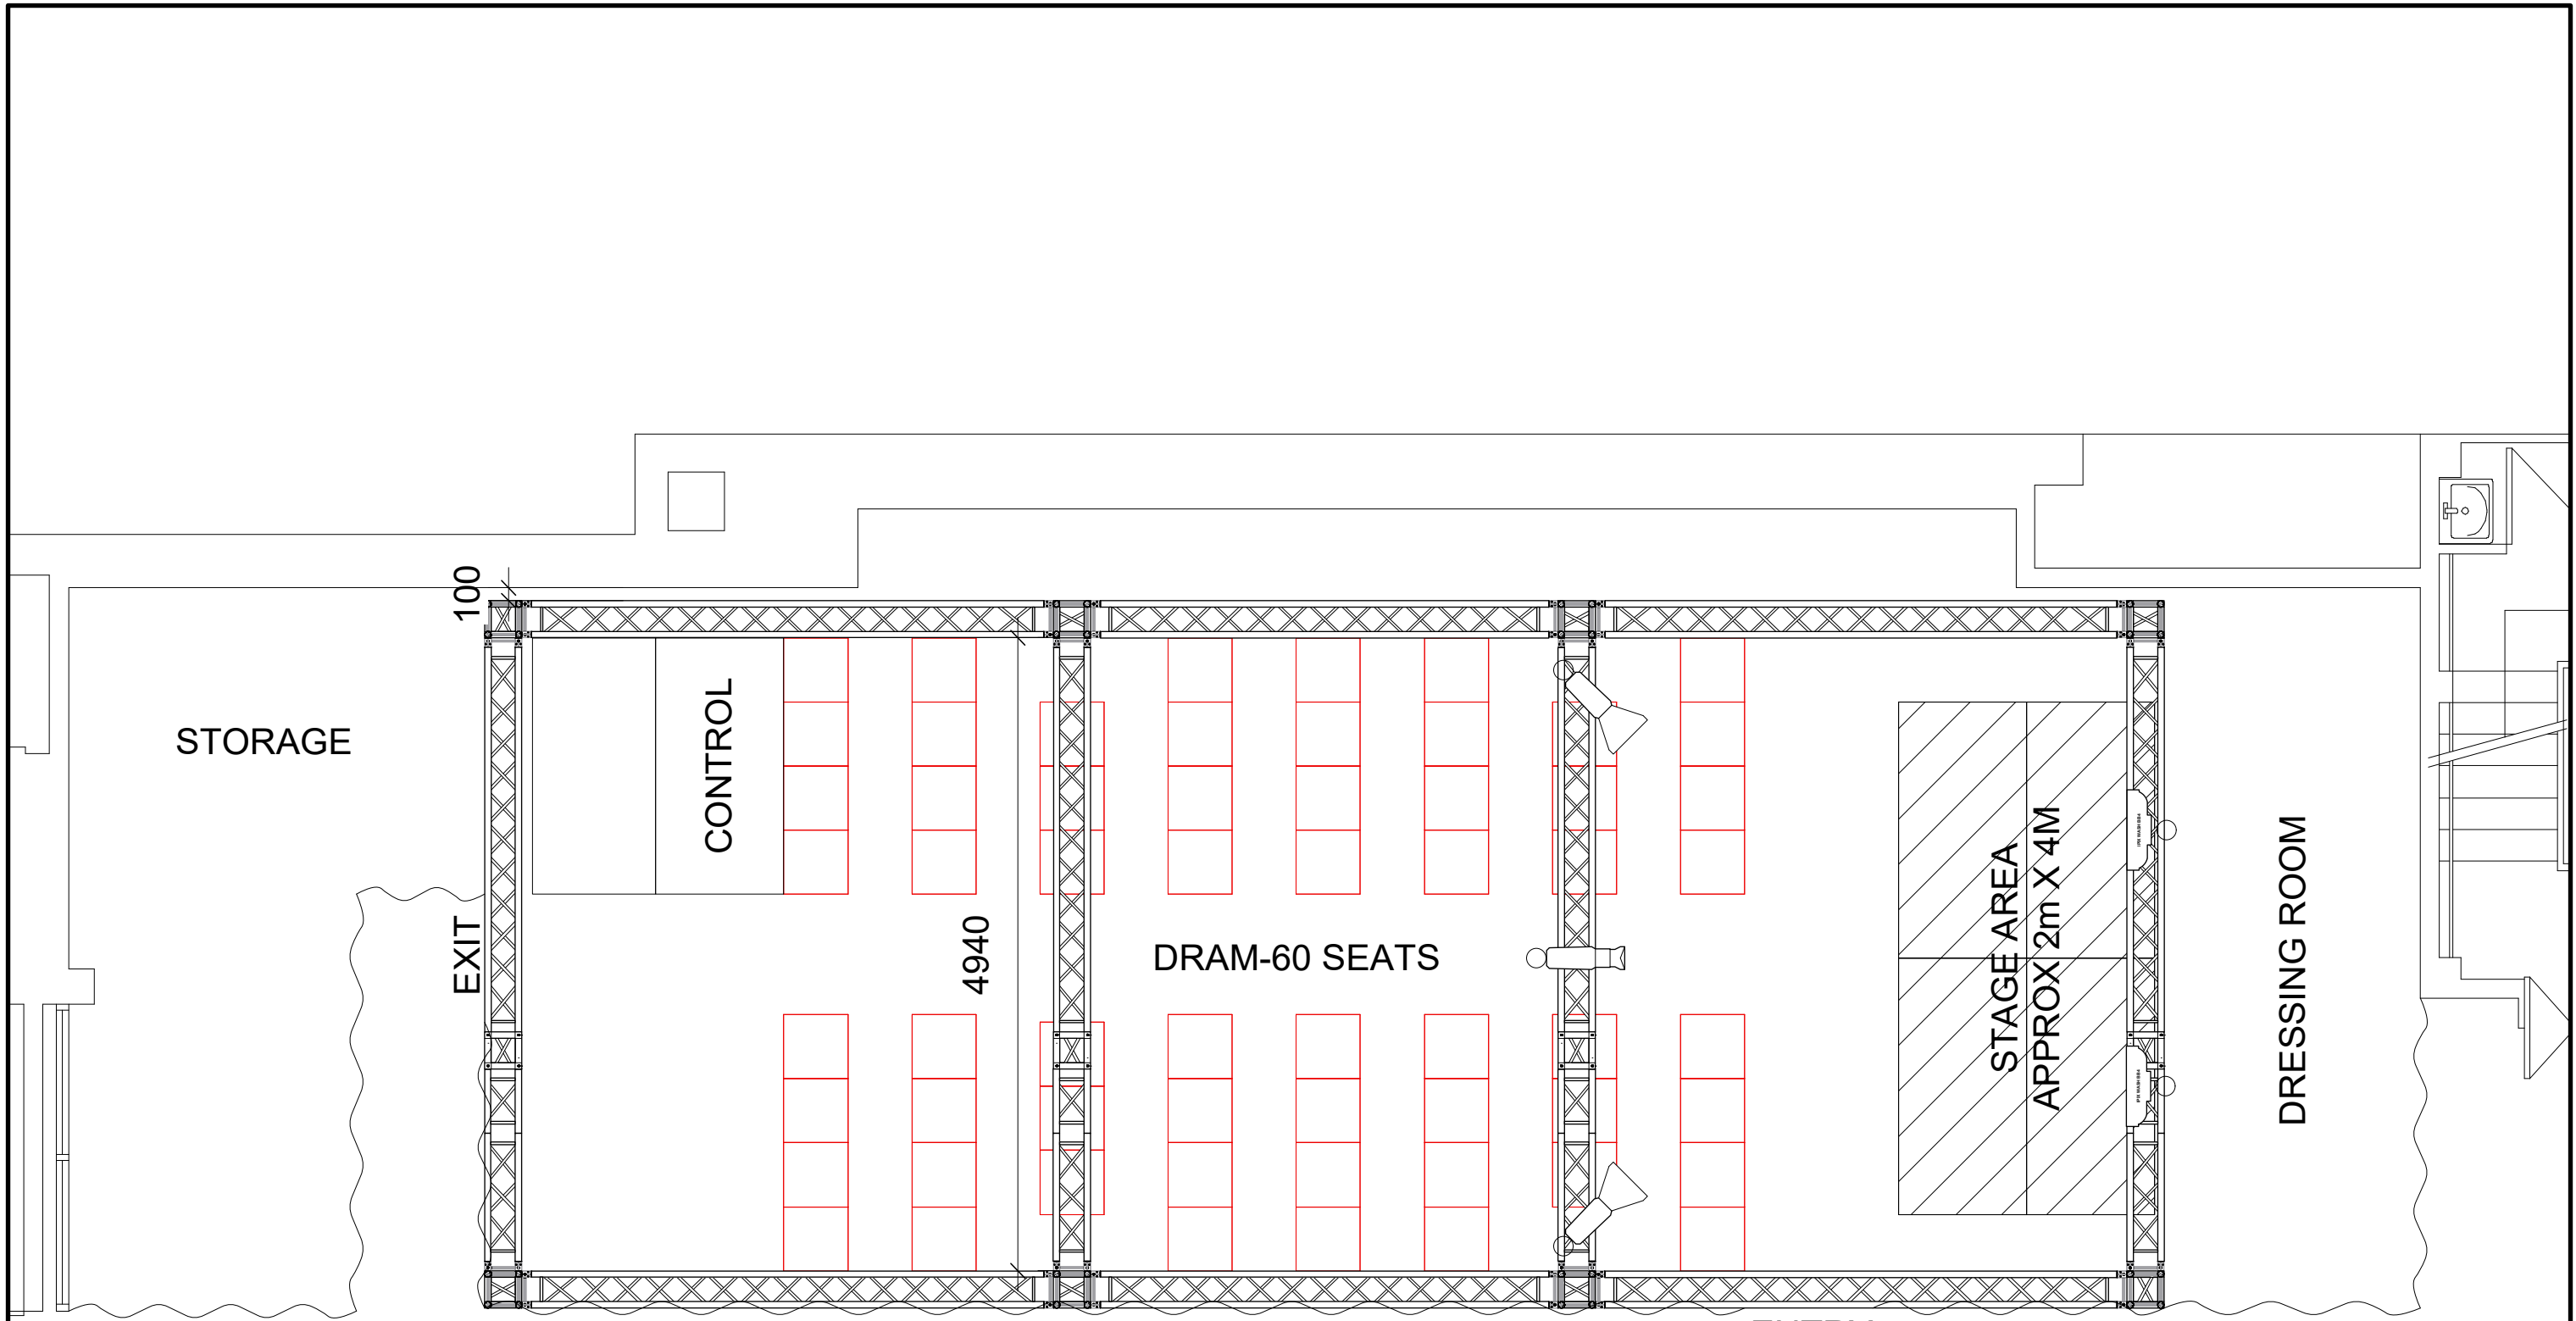 100
STORAGE
CONTROL
EXIT
4940
DRAM-60 SEATS
STAGE AREA
APPROX 2m X 4M
DRESSING ROOM